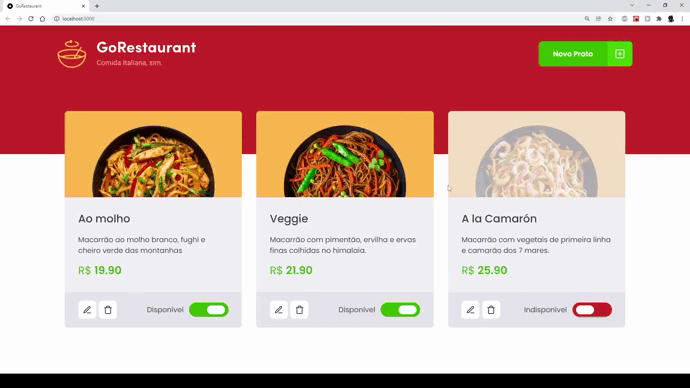 GoRestaurant
localhost:3000
GoRestaurant
Comida Italiana, sim.
Novo Prato
Ao molho
Macarrão ao molho branco, fughi e
cheiro verde das montanhas
R$ 19.90
Disponível
Veggie
Macarrão com pimentão, ervilha e ervas
finas colhidas no himalaia.
R$ 21.90
Disponível
A la Camarón
Macarrão com vegetais de primeira linha
e camarão dos 7 mares.
R$ 25.90
Indisponível